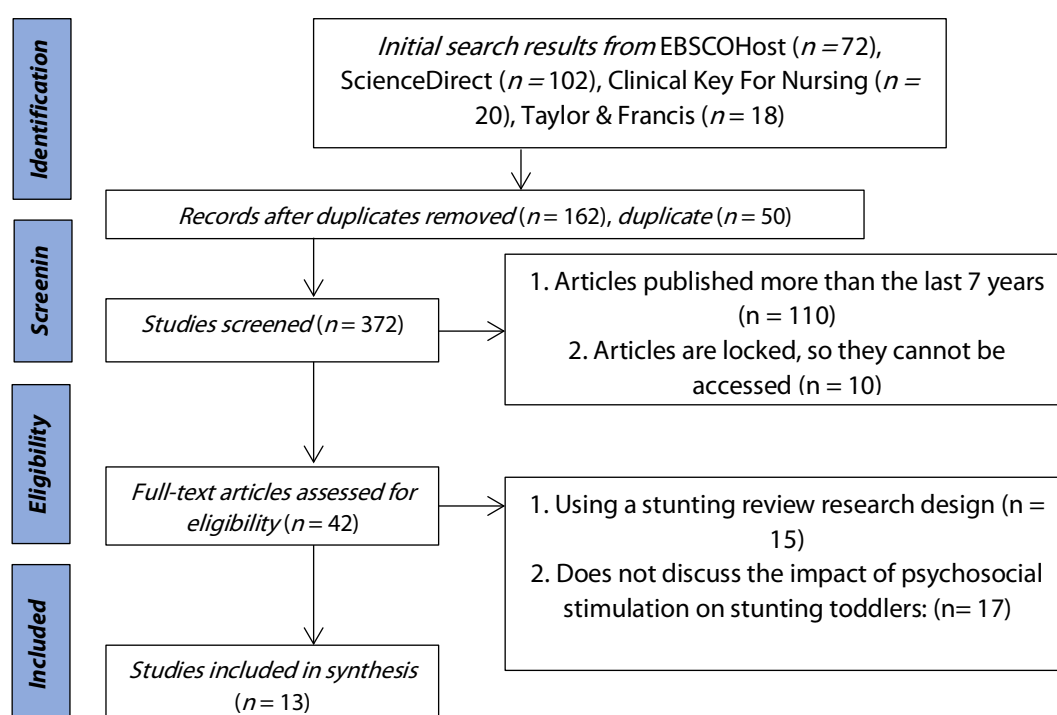 Identification
Initial search results from EBSCOHost (n = 72),
ScienceDirect (n = 102), Clinical Key For Nursing (n =
20), Taylor & Francis (n = 18)
Records after duplicates removed (n = 162), duplicate (n = 50)
Screenin
Studies screened (n = 372)
1. Articles published more than the last 7 years
(n = 110)
2. Articles are locked, so they cannot be
accessed (n = 10)
Eligibility
Full-text articles assessed for
eligibility (n = 42)
1. Using a stunting review research design (n =
15)
2. Does not discuss the impact of psychosocial
stimulation on stunting toddlers: (n= 17)
Included
Studies included in synthesis
(n = 13)